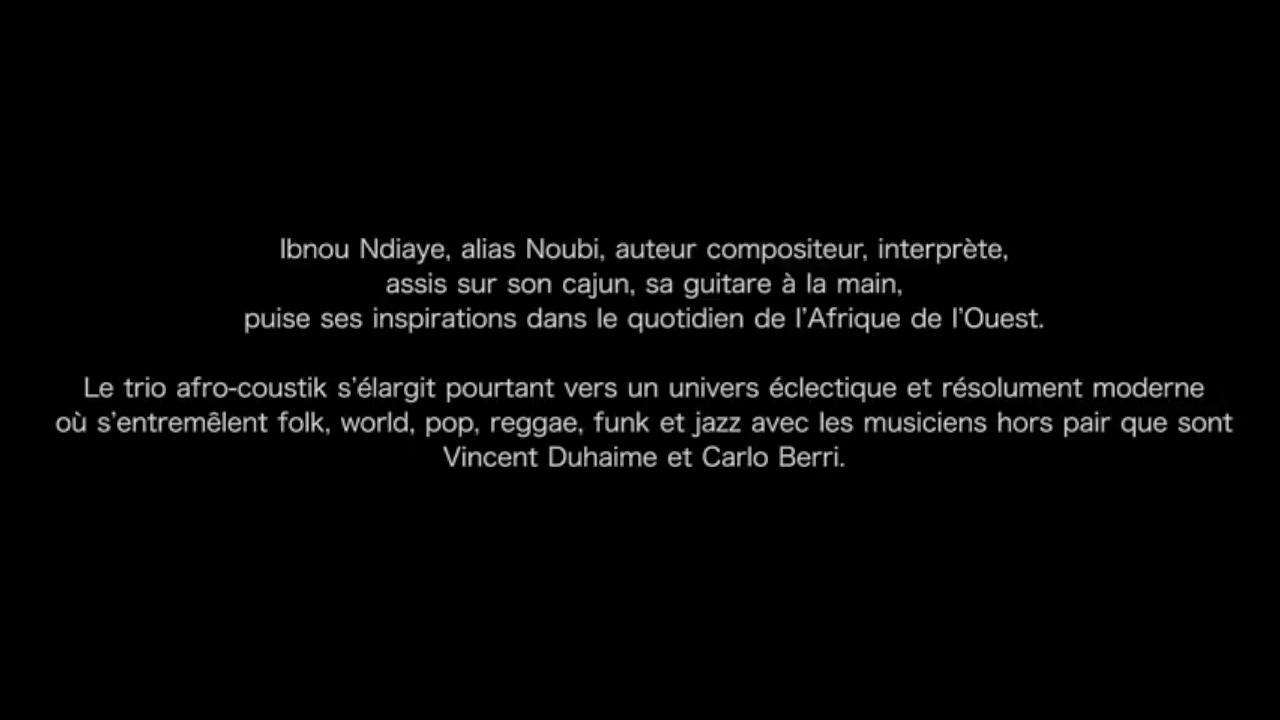 Ibnou Ndiaye, alias Noubi, auteur compositeur, interprète,
assis sur son cajun, sa guitare à la main,
puise ses inspirations dans le quotidien de l'Afrique de l'Ouest.
Le trio afro-coustik s'élargit pourtant vers un univers éclectique et résolument moderne
où s'entremêlent folk, world, pop, reggae, funk et jazz avec les musiciens hors pair que sont
Vincent Duhaime et Carlo Berri.